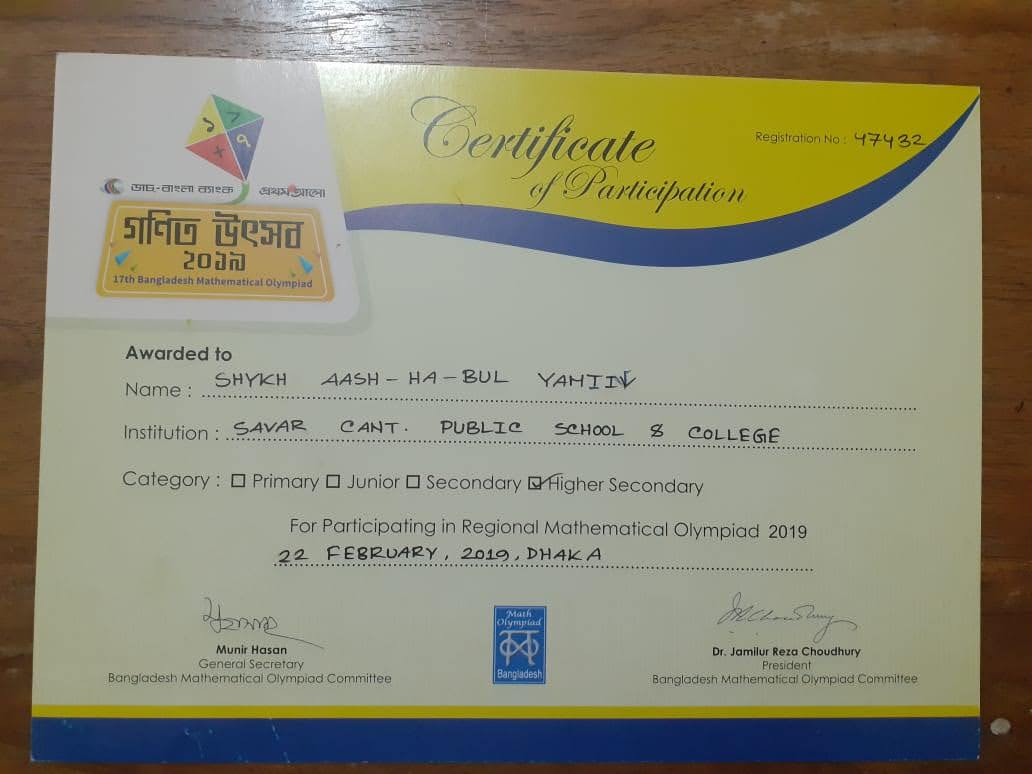 Certificate
of Participation
Registration No : 47432
১ ৭
+ ৭
ডাচ্-বাংলা ব্যাংক প্রথম আলো
গণিত উৎসব
২০১৯
17th Bangladesh Mathematical Olympiad
Awarded to
Name : SHYKH AASH-HA-BUL YAMIIN
Institution : SAVAR CANT. PUBLIC SCHOOL & COLLEGE
Category : Primary Junior Secondary Higher Secondary
For Participating in Regional Mathematical Olympiad 2019
22 FEBRUARY, 2019, DHAKA
Math
Olympiad
Bangladesh
Munir Hasan
General Secretary
Bangladesh Mathematical Olympiad Committee
Dr. Jamilur Reza Choudhury
President
Bangladesh Mathematical Olympiad Committee